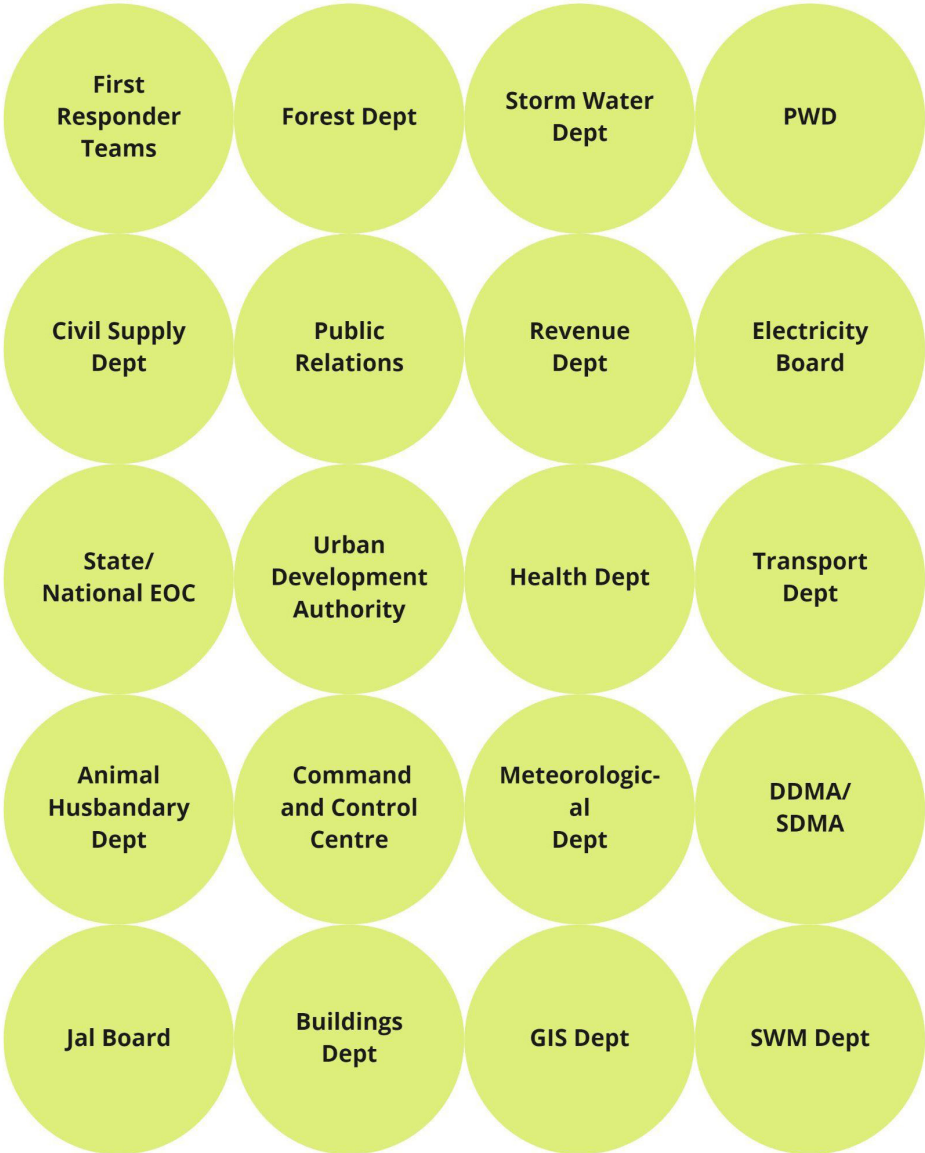 First
Responder
Teams
Forest Dept
Storm Water
Dept
PWD
Civil Supply
Dept
Public
Relations
Revenue
Dept
Electricity
Board
State/
National EOC
Urban
Development
Authority
Health Dept
Transport
Dept
Animal
Husbandary
Dept
Command
and Control
Centre
Meteorologic-
al
Dept
DDMA/
SDMA
Jal Board
Buildings
Dept
GIS Dept
SWM Dept